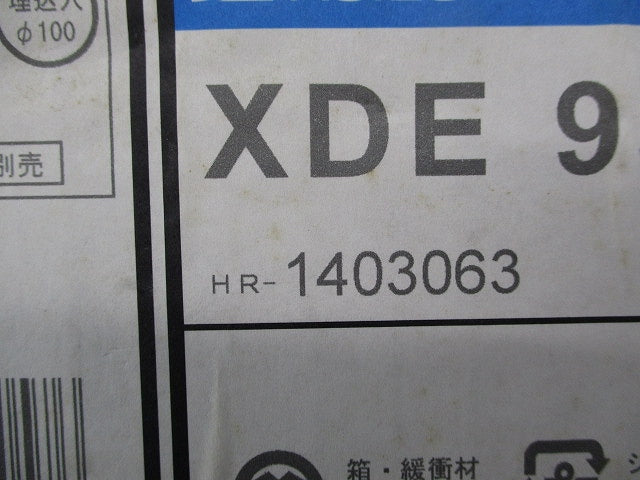 埋込穴
φ100
別売
XDE 9
HR-1403063
箱・緩衝材